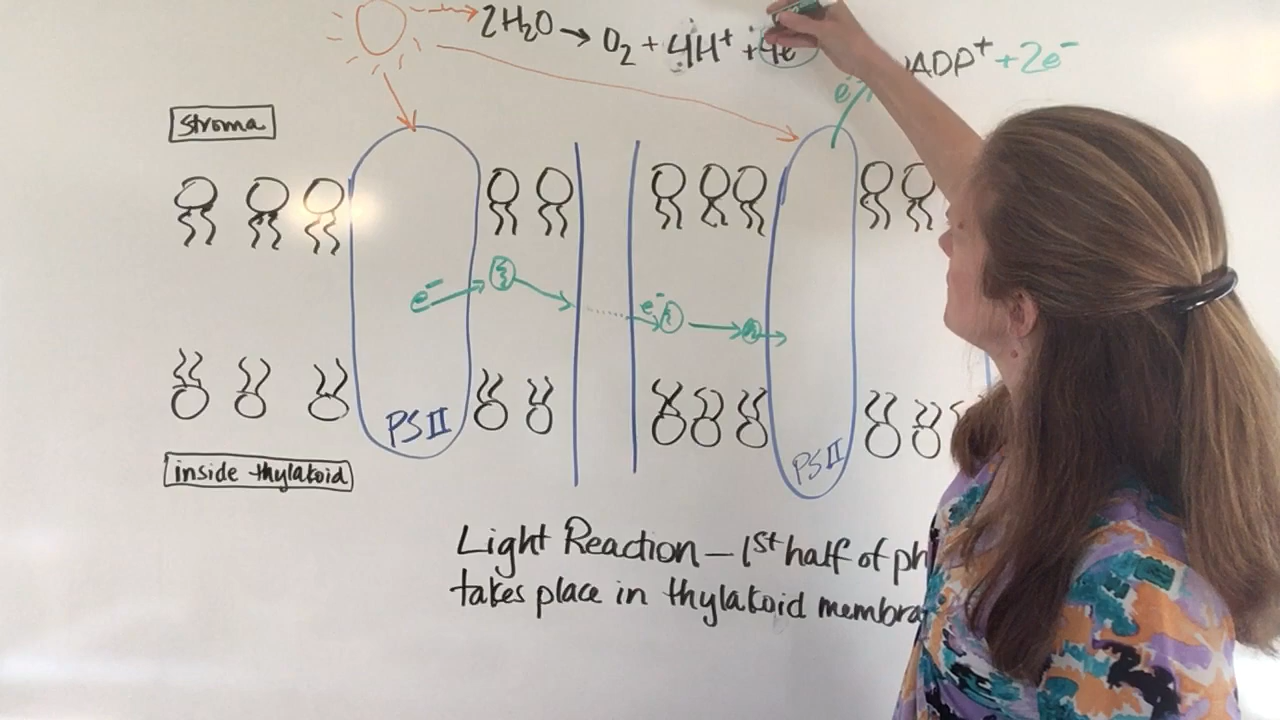 2H₂O → O₂ + 4H⁺ + 4e
ADP⁺ + 2e⁻
e⁻
stroma
e⁻
e⁻
PS II
PS II
inside thylakoid
Light Reaction – 1st half of ph
takes place in thylakoid membra